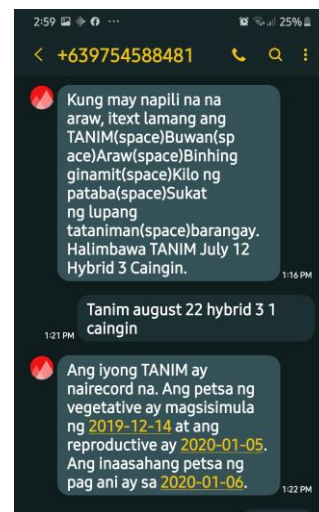 2:59 ...
25%
< +639754588481
Kung may napili na na
araw, itext lamang ang
TANIM(space)Buwan(sp
ace)Araw(space)Binhing
ginamit(space)Kilo ng
pataba(space)Sukat
ng lupang
tataniman(space)barangay.
Halimbawa TANIM July 12
Hybrid 3 Caingin.
1:16 PM
Tanim august 22 hybrid 3 1
caingin
1:21 PM
Ang iyong TANIM ay
nairecord na. Ang petsa ng
vegetative ay magsisimula
ng 2019-12-14 at ang
reproductive ay 2020-01-05.
Ang inaasahang petsa ng
pag ani ay sa 2020-01-06.
1:22 PM